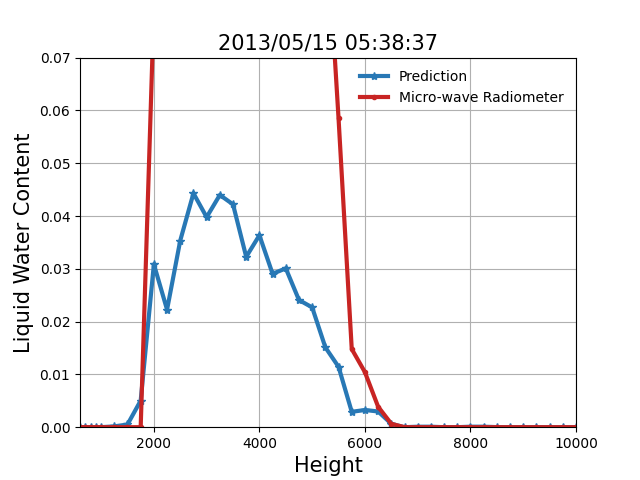 2013/05/15 05:38:37
Prediction
Micro-wave Radiometer
0.07
0.06
0.05
0.04
0.03
0.02
0.01
0.00
Liquid Water Content
2000 4000 6000 8000 10000
Height